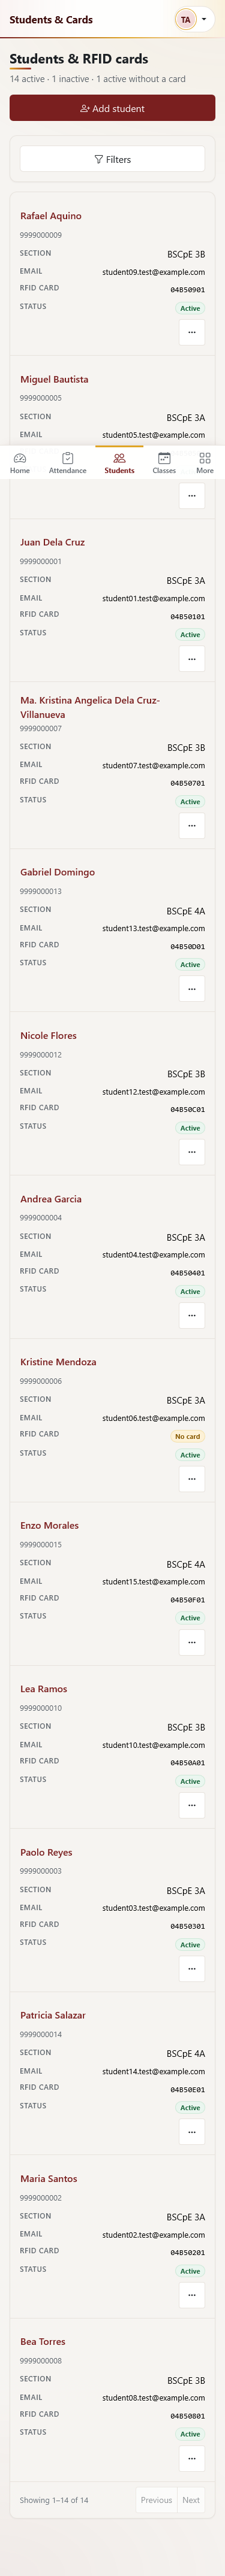 Students & Cards
TA
Students & RFID cards
14 active · 1 inactive · 1 active without a card
Add student
Filters
Rafael Aquino
9999000009
SECTION BSCpE 3B
EMAIL student09.test@example.com
RFID CARD 04B50901
STATUS Active
Miguel Bautista
9999000005
SECTION BSCpE 3A
EMAIL student05.test@example.com
Home Attendance Students Classes More
Juan Dela Cruz
9999000001
SECTION BSCpE 3A
EMAIL student01.test@example.com
RFID CARD 04B50101
STATUS Active
Ma. Kristina Angelica Dela Cruz-
Villanueva
9999000007
SECTION BSCpE 3B
EMAIL student07.test@example.com
RFID CARD 04B50701
STATUS Active
Gabriel Domingo
9999000013
SECTION BSCpE 4A
EMAIL student13.test@example.com
RFID CARD 04B50D01
STATUS Active
Nicole Flores
9999000012
SECTION BSCpE 3B
EMAIL student12.test@example.com
RFID CARD 04B50C01
STATUS Active
Andrea Garcia
9999000004
SECTION BSCpE 3A
EMAIL student04.test@example.com
RFID CARD 04B50401
STATUS Active
Kristine Mendoza
9999000006
SECTION BSCpE 3A
EMAIL student06.test@example.com
RFID CARD No card
STATUS Active
Enzo Morales
9999000015
SECTION BSCpE 4A
EMAIL student15.test@example.com
RFID CARD 04B50F01
STATUS Active
Lea Ramos
9999000010
SECTION BSCpE 3B
EMAIL student10.test@example.com
RFID CARD 04B50A01
STATUS Active
Paolo Reyes
9999000003
SECTION BSCpE 3A
EMAIL student03.test@example.com
RFID CARD 04B50301
STATUS Active
Patricia Salazar
9999000014
SECTION BSCpE 4A
EMAIL student14.test@example.com
RFID CARD 04B50E01
STATUS Active
Maria Santos
9999000002
SECTION BSCpE 3A
EMAIL student02.test@example.com
RFID CARD 04B50201
STATUS Active
Bea Torres
9999000008
SECTION BSCpE 3B
EMAIL student08.test@example.com
RFID CARD 04B50801
STATUS Active
Showing 1–14 of 14 Previous Next